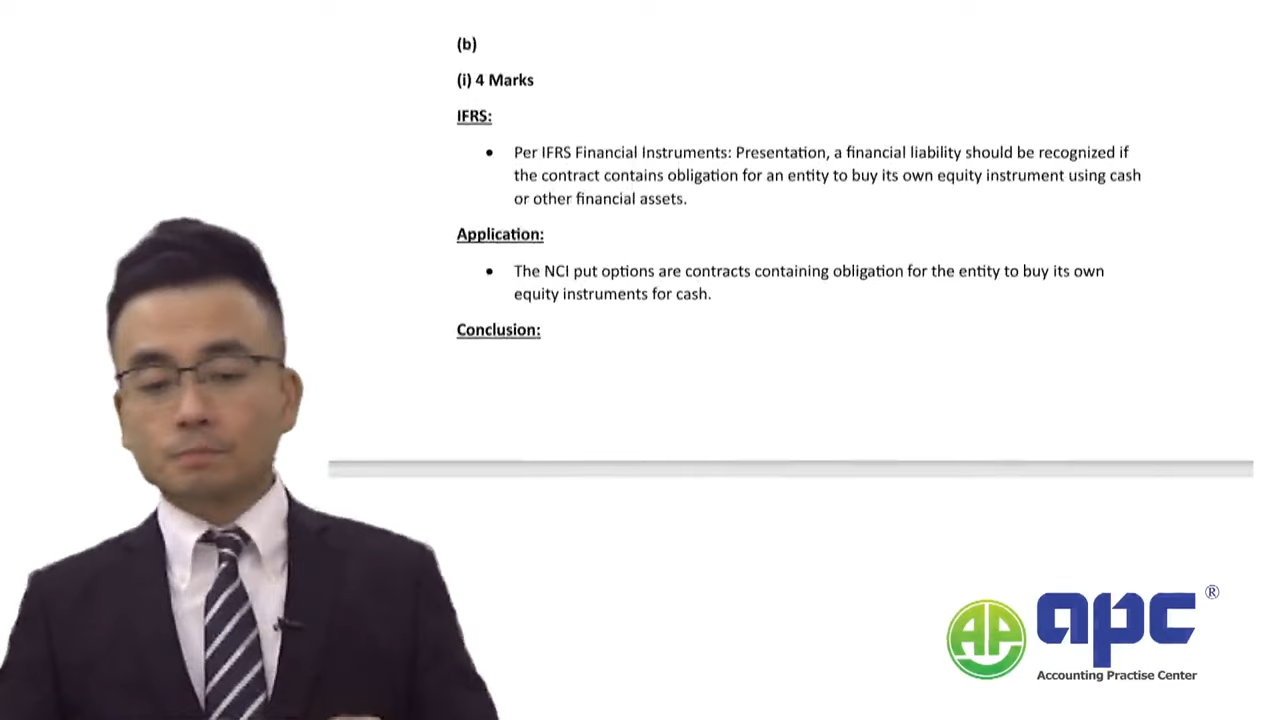 (b)
(i) 4 Marks
IFRS:
• Per IFRS Financial Instruments: Presentation, a financial liability should be recognized if
the contract contains obligation for an entity to buy its own equity instrument using cash
or other financial assets.
Application:
• The NCI put options are contracts containing obligation for the entity to buy its own
equity instruments for cash.
Conclusion:
AP apc ®
Accounting Practise Center